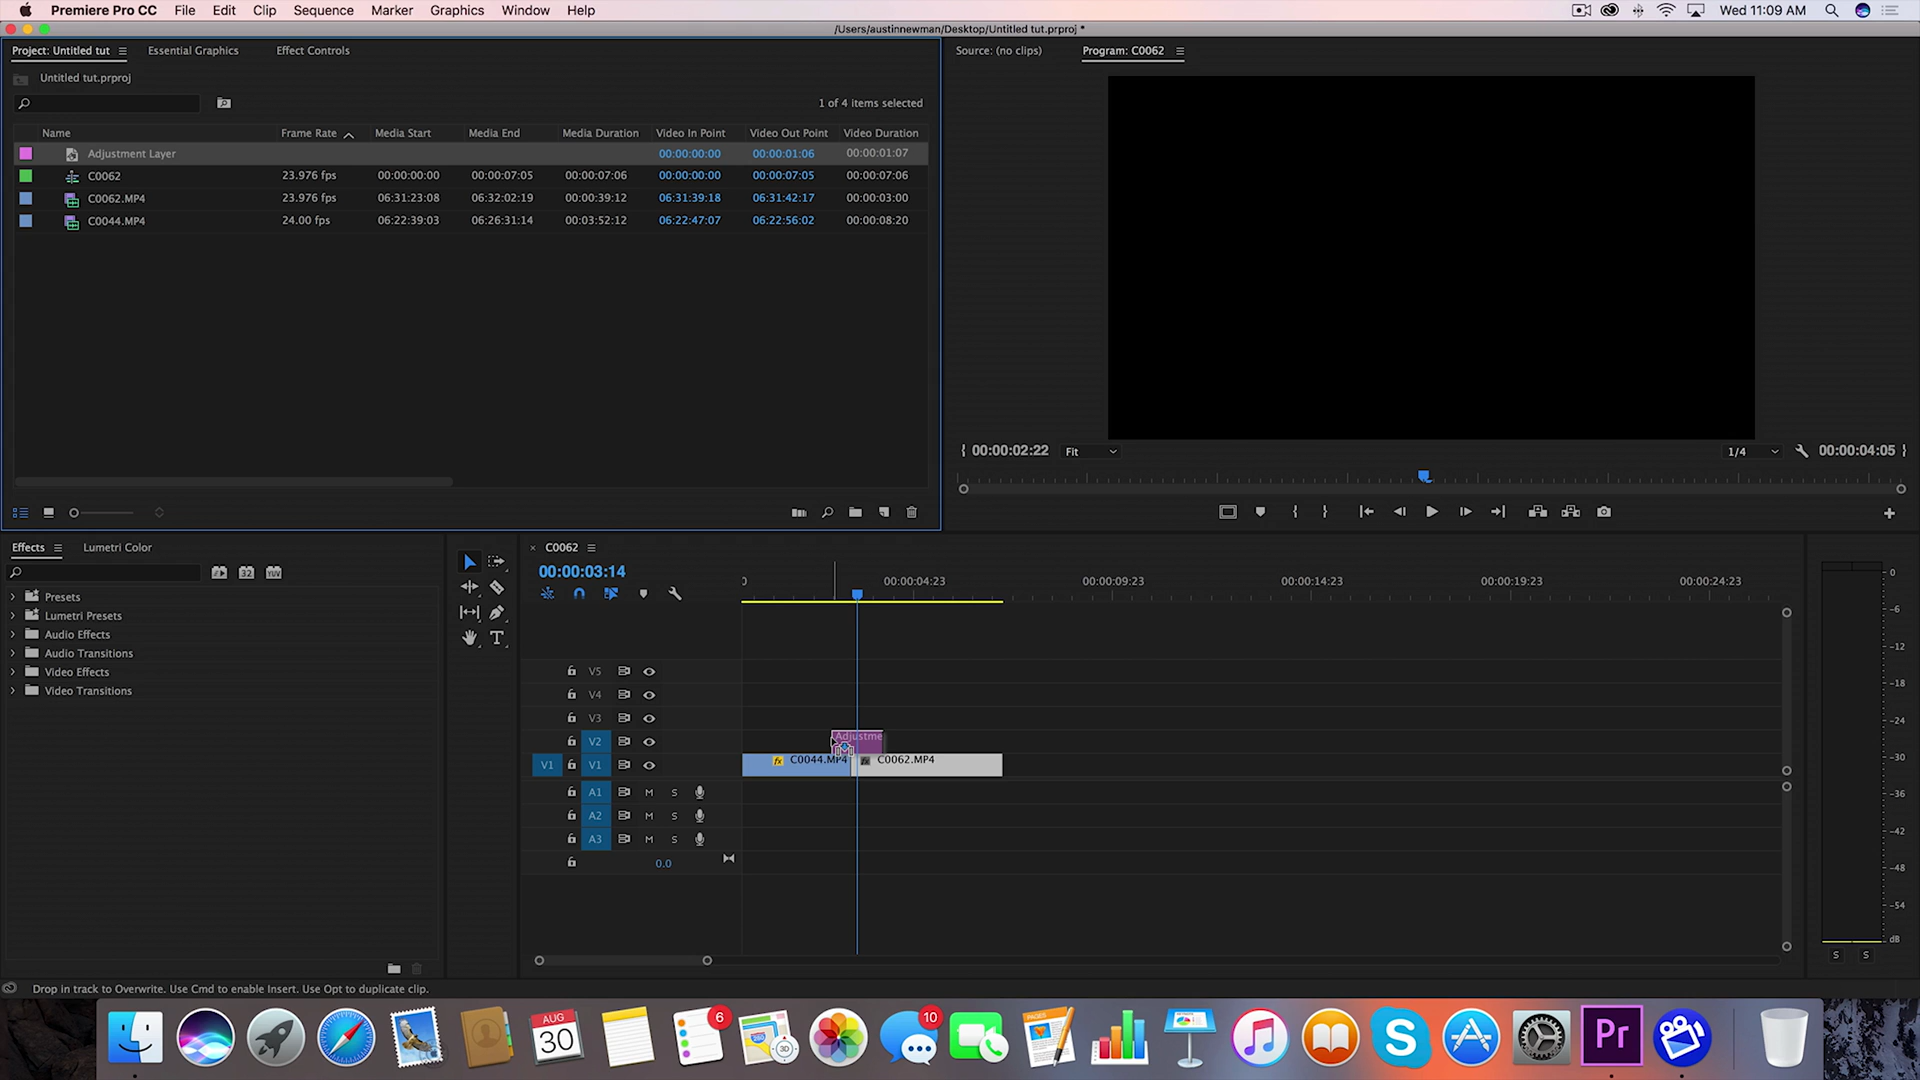 Premiere Pro CC File Edit Clip Sequence Marker Graphics Window Help Wed 11:09 AM
/Users/austinnewman/Desktop/Untitled tut.prproj *
Project: Untitled tut Essential Graphics Effect Controls
Source: (no clips) Program: C0062
Untitled tut.prproj
1 of 4 items selected
Name Frame Rate Media Start Media End Media Duration Video In Point Video Out Point Video Duration
Adjustment Layer 00:00:00:00 00:00:01:06 00:00:01:07
C0062 23.976 fps 00:00:00:00 00:00:07:05 00:00:07:06 00:00:00:00 00:00:07:05 00:00:07:06
C0062.MP4 23.976 fps 06:31:23:08 06:32:02:19 00:00:39:12 06:31:39:18 06:31:42:17 00:00:03:00
C0044.MP4 24.00 fps 06:22:39:03 06:26:31:14 00:03:52:12 06:22:47:07 06:22:56:02 00:00:08:20
00:00:02:22 Fit 1/4 00:00:04:05
Effects Lumetri Color
32 YUV
Presets
Lumetri Presets
Audio Effects
Audio Transitions
Video Effects
Video Transitions
C0062
00:00:03:14
0 00:00:04:23 00:00:09:23 00:00:14:23 00:00:19:23 00:00:24:23
T
V5
V4
V3
V2 Adjustme
V1 V1 fx C0044.MP4 fx C0062.MP4
A1 M S
A2 M S
A3 M S
0.0
0
-6
-12
-18
-24
-30
-36
-42
-48
-54
dB
S S
Drop in track to Overwrite. Use Cmd to enable Insert. Use Opt to duplicate clip.
AUG
30
6
3D
10
PAGES
S
Pr